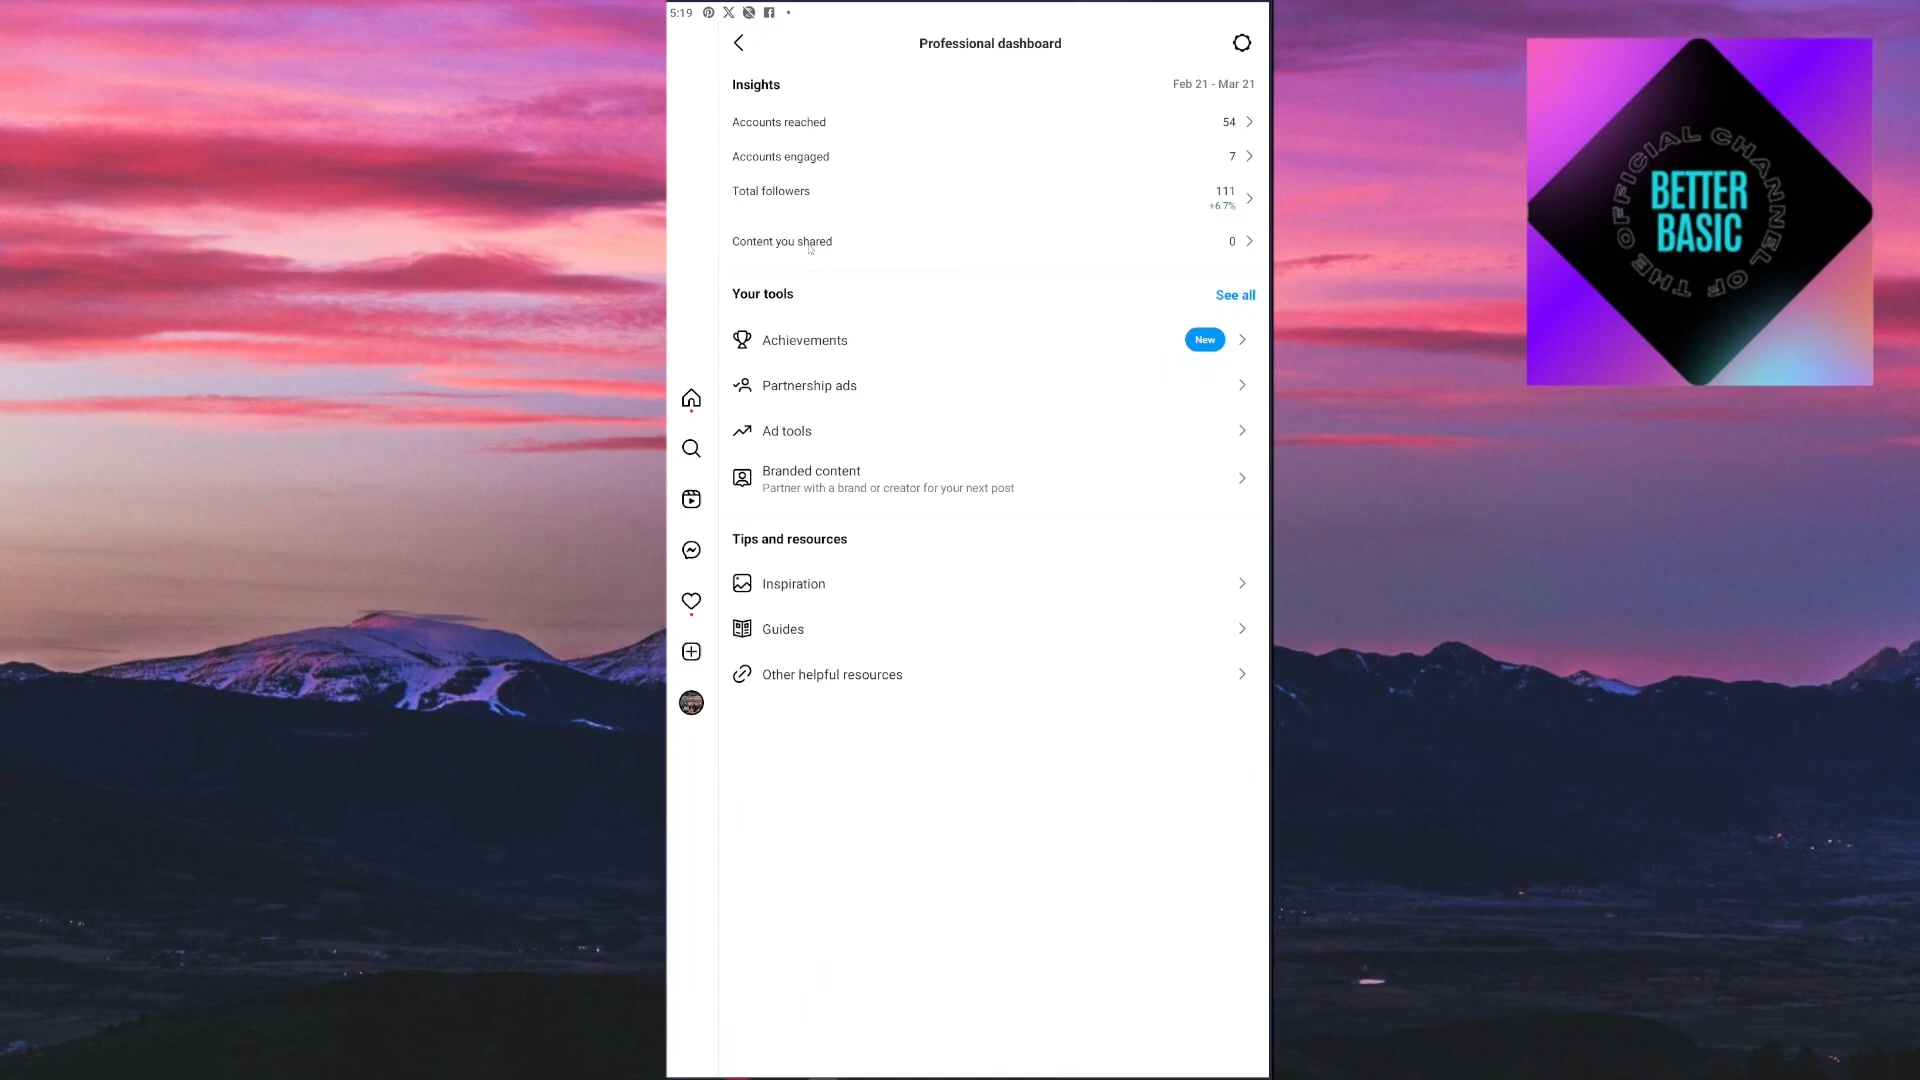 5:19
Professional dashboard
Insights
Feb 21 - Mar 21
Accounts reached
54
Accounts engaged
7
Total followers
111
+6.7%
Content you shared
0
Your tools
See all
Achievements
New
Partnership ads
Ad tools
Branded content
Partner with a brand or creator for your next post
Tips and resources
Inspiration
Guides
Other helpful resources
OFFICIAL CHANNEL OF THE
BETTER
BASIC